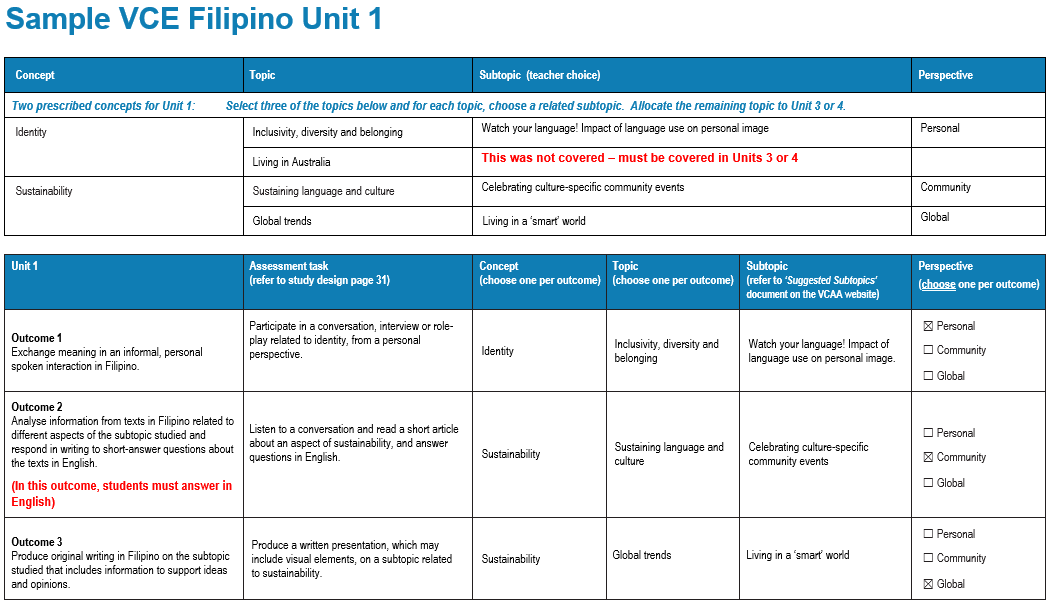 Sample VCE Filipino Unit 1
Concept
Topic
Subtopic (teacher choice)
Perspective
Two prescribed concepts for Unit 1: Select three of the topics below and for each topic, choose a related subtopic. Allocate the remaining topic to Unit 3 or 4.
Identity
Inclusivity, diversity and belonging
Watch your language! Impact of language use on personal image
Personal
Living in Australia
This was not covered – must be covered in Units 3 or 4
Sustainability
Sustaining language and culture
Celebrating culture-specific community events
Community
Global trends
Living in a ‘smart’ world
Global
Unit 1
Assessment task
(refer to study design page 31)
Concept
(choose one per outcome)
Topic
(choose one per outcome)
Subtopic
(refer to ‘Suggested Subtopics’
document on the VCAA website)
Perspective
(choose one per outcome)
Outcome 1
Exchange meaning in an informal, personal
spoken interaction in Filipino.
Participate in a conversation, interview or role-
play related to identity, from a personal
perspective.
Identity
Inclusivity, diversity and
belonging
Watch your language! Impact of
language use on personal image.
☒ Personal
☐ Community
☐ Global
Outcome 2
Analyse information from texts in Filipino related to
different aspects of the subtopic studied and
respond in writing to short-answer questions about
the texts in English.
(In this outcome, students must answer in
English)
Listen to a conversation and read a short article
about an aspect of sustainability, and answer
questions in English.
Sustainability
Sustaining language and
culture
Celebrating culture-specific
community events
☐ Personal
☒ Community
☐ Global
Outcome 3
Produce original writing in Filipino on the subtopic
studied that includes information to support ideas
and opinions.
Produce a written presentation, which may
include visual elements, on a subtopic related
to sustainability.
Sustainability
Global trends
Living in a ‘smart’ world
☐ Personal
☐ Community
☒ Global